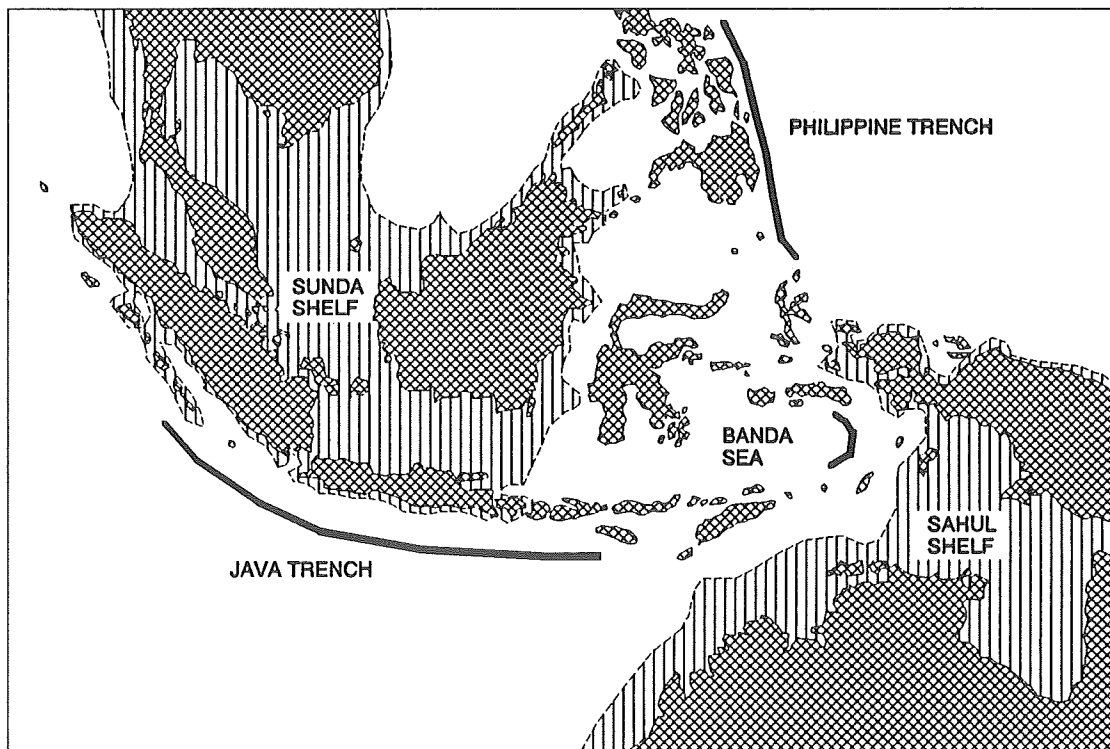 PHILIPPINE TRENCH
SUNDA
SHELF
BANDA
SEA
SAHUL
SHELF
JAVA TRENCH